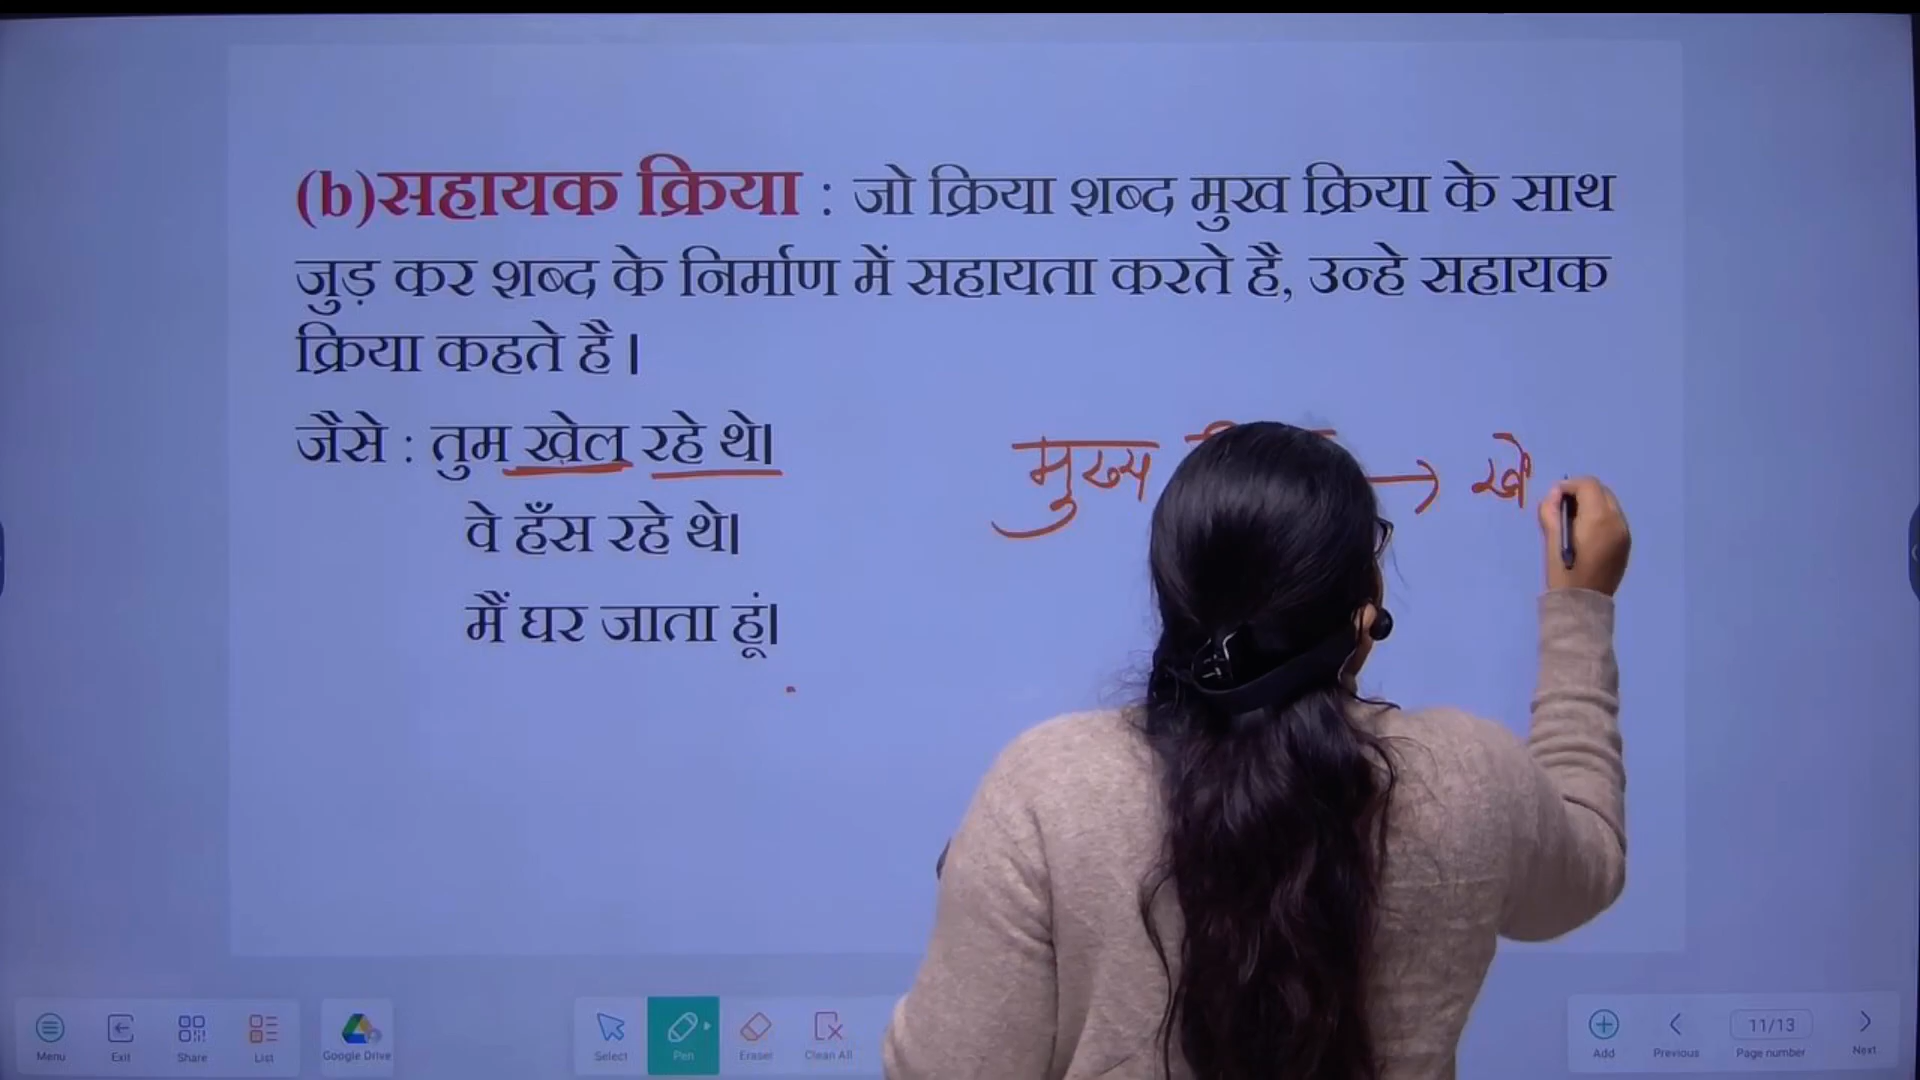 (b)सहायक क्रिया : जो क्रिया शब्द मुख क्रिया के साथ
जुड़ कर शब्द के निर्माण में सहायता करते है, उन्हे सहायक
क्रिया कहते है।
जैसे : तुम खेल रहे थे।
मुख्य → खे
वे हँस रहे थे।
मैं घर जाता हूं।
Menu Exit Share List Google Drive Select Pen Eraser Clean All Add Previous 11/13 Page number Next